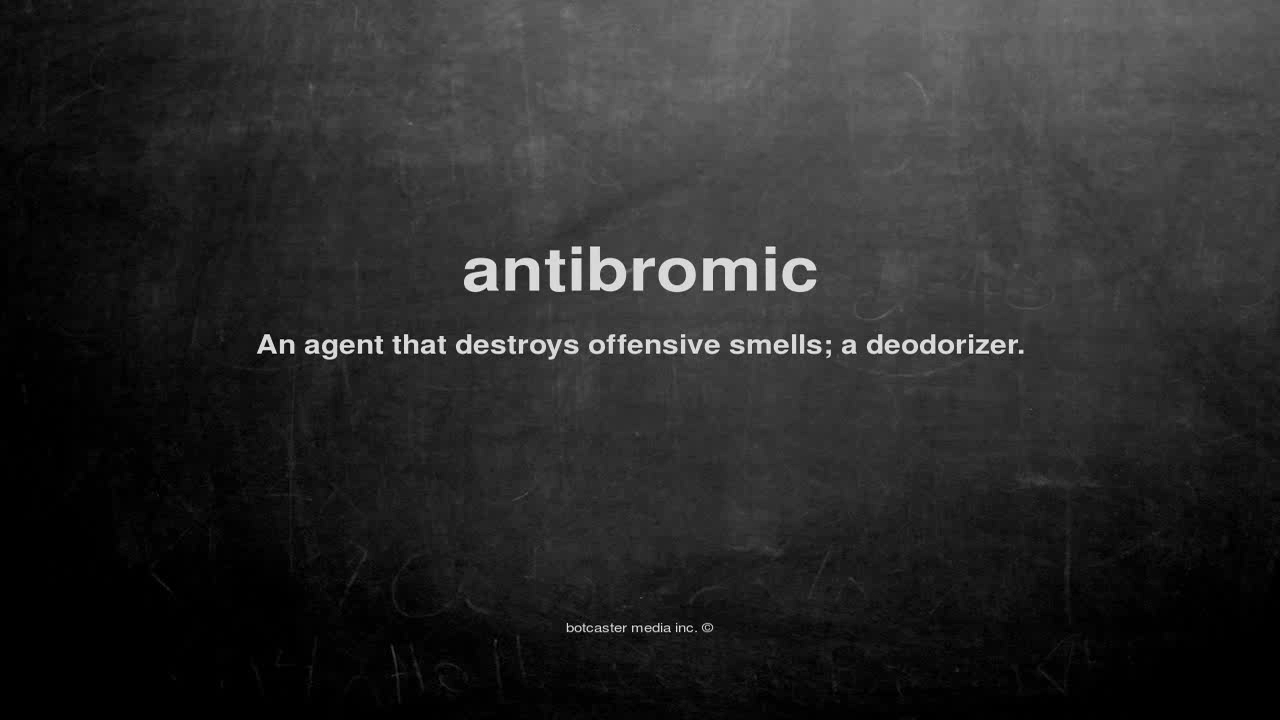 antibromic
An agent that destroys offensive smells; a deodorizer.
botcaster media inc. ©